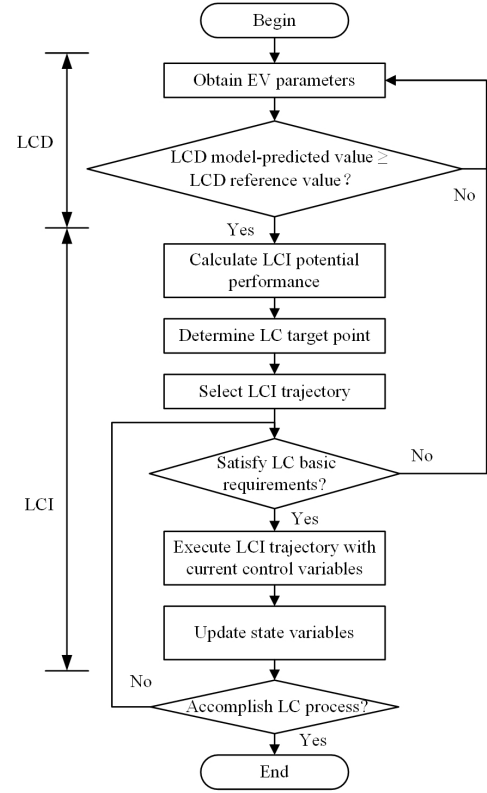 Begin
Obtain EV parameters
LCD
LCD model-predicted value ≥
LCD reference value?
No
Yes
Calculate LCI potential
performance
Determine LC target point
Select LCI trajectory
Satisfy LC basic
requirements?
No
LCI
Yes
Execute LCI trajectory with
current control variables
Update state variables
No
Accomplish LC process?
Yes
End